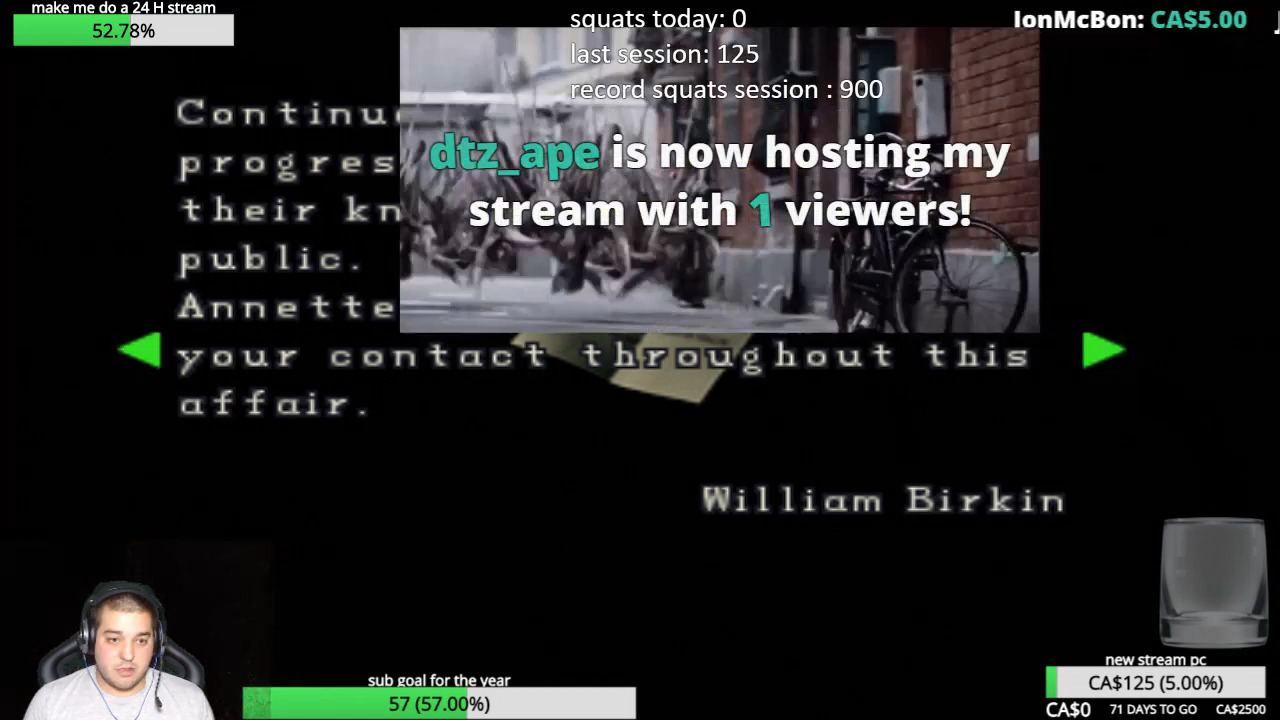 make me do a 24 H stream
52.78%
squats today: 0
last session: 125
record squats session : 900
JonMcBon: CA$5.00
dtz_ape is now hosting my
stream with 1 viewers!
progres
their kn
public.
Annette
your contact throughout this
affair.
William Birkin
sub goal for the year
57 (57.00%)
new stream pc
CA$125 (5.00%)
CA$0 71 DAYS TO GO CA$2500